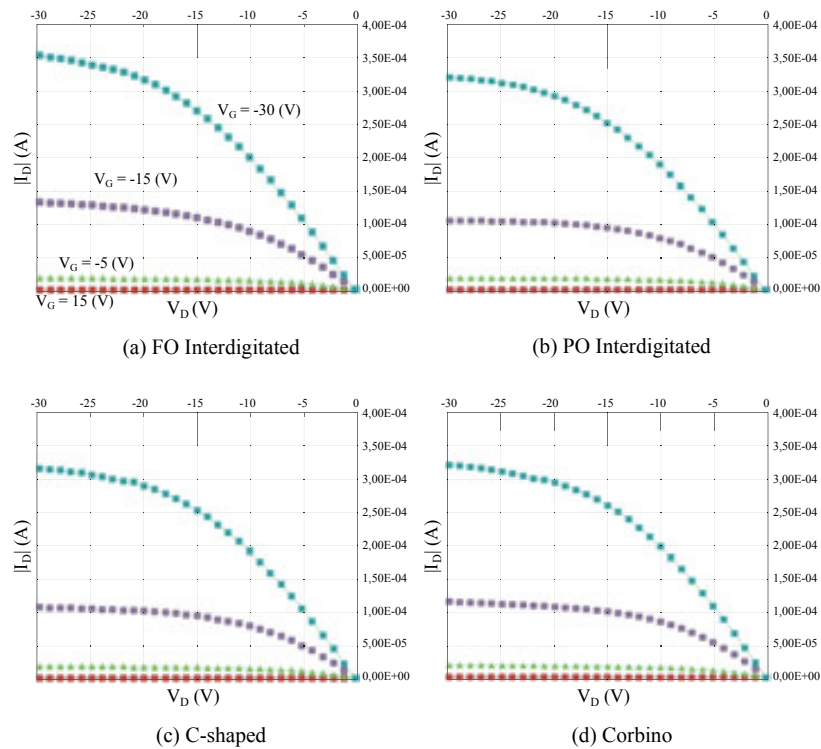 -30 -25 -20 -15 -10 -5 0
4,00E-04
3,50E-04
3,00E-04
2,50E-04
2,00E-04
1,50E-04
1,00E-04
5,00E-05
0,00E+00
|I_D| (A)
V_G = -30 (V)
V_G = -15 (V)
V_G = -5 (V)
V_G = 15 (V)
V_D (V)
(a) FO Interdigitated
-30 -25 -20 -15 -10 -5 0
4,00E-04
3,50E-04
3,00E-04
2,50E-04
2,00E-04
1,50E-04
1,00E-04
5,00E-05
0,00E+00
|I_D| (A)
V_D (V)
(b) PO Interdigitated
-30 -25 -20 -15 -10 -5 0
4,00E-04
3,50E-04
3,00E-04
2,50E-04
2,00E-04
1,50E-04
1,00E-04
5,00E-05
0,00E+00
|I_D| (A)
V_D (V)
(c) C-shaped
-30 -25 -20 -15 -10 -5 0
4,00E-04
3,50E-04
3,00E-04
2,50E-04
2,00E-04
1,50E-04
1,00E-04
5,00E-05
0,00E+00
|I_D| (A)
V_D (V)
(d) Corbino